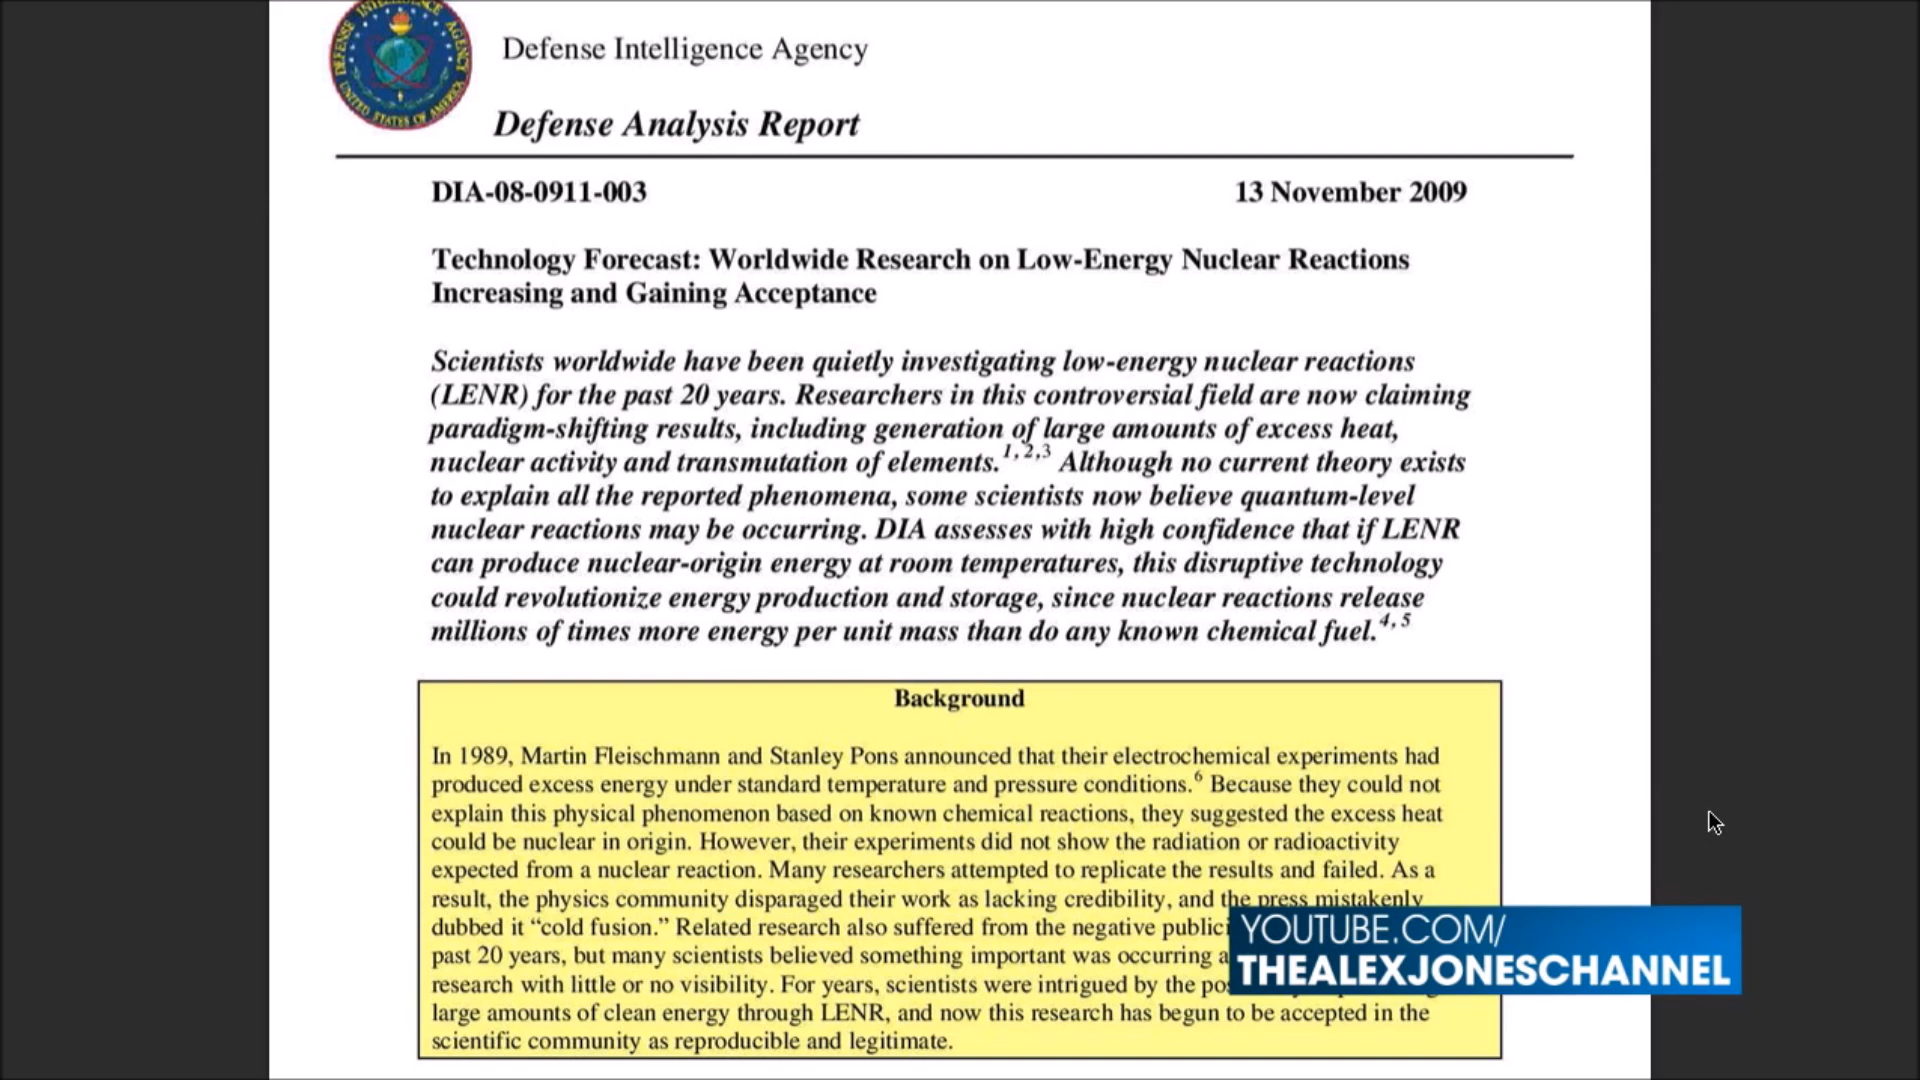 DEFENSE INTELLIGENCE AGENCY
UNITED STATES OF AMERICA
Defense Intelligence Agency
Defense Analysis Report
DIA-08-0911-003 13 November 2009
Technology Forecast: Worldwide Research on Low-Energy Nuclear Reactions
Increasing and Gaining Acceptance
Scientists worldwide have been quietly investigating low-energy nuclear reactions
(LENR) for the past 20 years. Researchers in this controversial field are now claiming
paradigm-shifting results, including generation of large amounts of excess heat,
nuclear activity and transmutation of elements.1,2,3 Although no current theory exists
to explain all the reported phenomena, some scientists now believe quantum-level
nuclear reactions may be occurring. DIA assesses with high confidence that if LENR
can produce nuclear-origin energy at room temperatures, this disruptive technology
could revolutionize energy production and storage, since nuclear reactions release
millions of times more energy per unit mass than do any known chemical fuel.4,5
Background
In 1989, Martin Fleischmann and Stanley Pons announced that their electrochemical experiments had
produced excess energy under standard temperature and pressure conditions.6 Because they could not
explain this physical phenomenon based on known chemical reactions, they suggested the excess heat
could be nuclear in origin. However, their experiments did not show the radiation or radioactivity
expected from a nuclear reaction. Many researchers attempted to replicate the results and failed. As a
result, the physics community disparaged their work as lacking credibility, and the press mistakenly
dubbed it “cold fusion.” Related research also suffered from the negative
past 20 years, but many scientists believed something important was occurring
research with little or no visibility. For years, scientists were intrigued by the
large amounts of clean energy through LENR, and now this research has begun to be accepted in the
scientific community as reproducible and legitimate.
YOUTUBE.COM/
THEALEXJONESCHANNEL